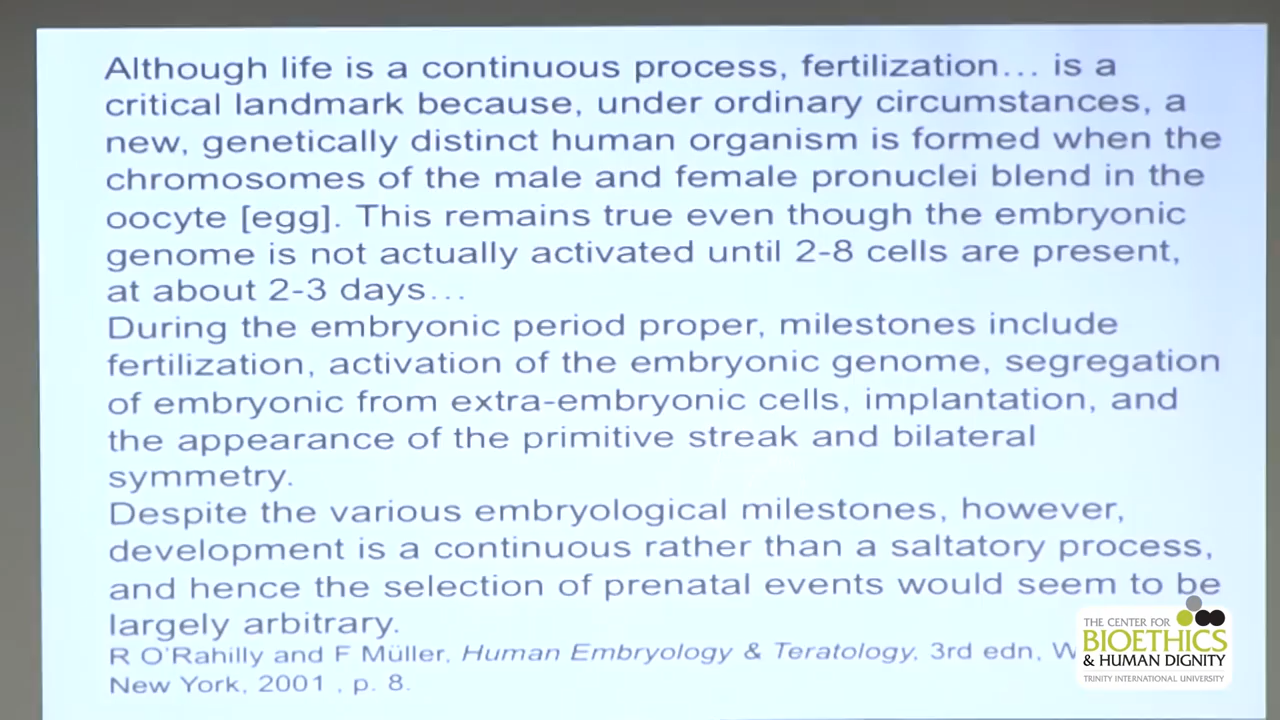 Although life is a continuous process, fertilization... is a
critical landmark because, under ordinary circumstances, a
new, genetically distinct human organism is formed when the
chromosomes of the male and female pronuclei blend in the
oocyte [egg]. This remains true even though the embryonic
genome is not actually activated until 2-8 cells are present,
at about 2-3 days...
During the embryonic period proper, milestones include
fertilization, activation of the embryonic genome, segregation
of embryonic from extra-embryonic cells, implantation, and
the appearance of the primitive streak and bilateral
symmetry.
Despite the various embryological milestones, however,
development is a continuous rather than a saltatory process,
and hence the selection of prenatal events would seem to be
largely arbitrary.
R O'Rahilly and F Müller, Human Embryology & Teratology, 3rd edn,
New York, 2001 , p. 8.
THE CENTER FOR
BIOETHICS
& HUMAN DIGNITY
TRINITY INTERNATIONAL UNIVERSITY